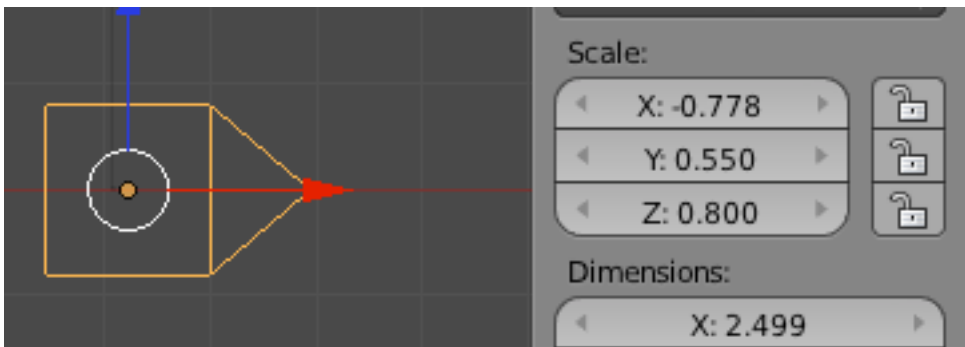 Scale:
X: -0.778
Y: 0.550
Z: 0.800
Dimensions:
X: 2.499